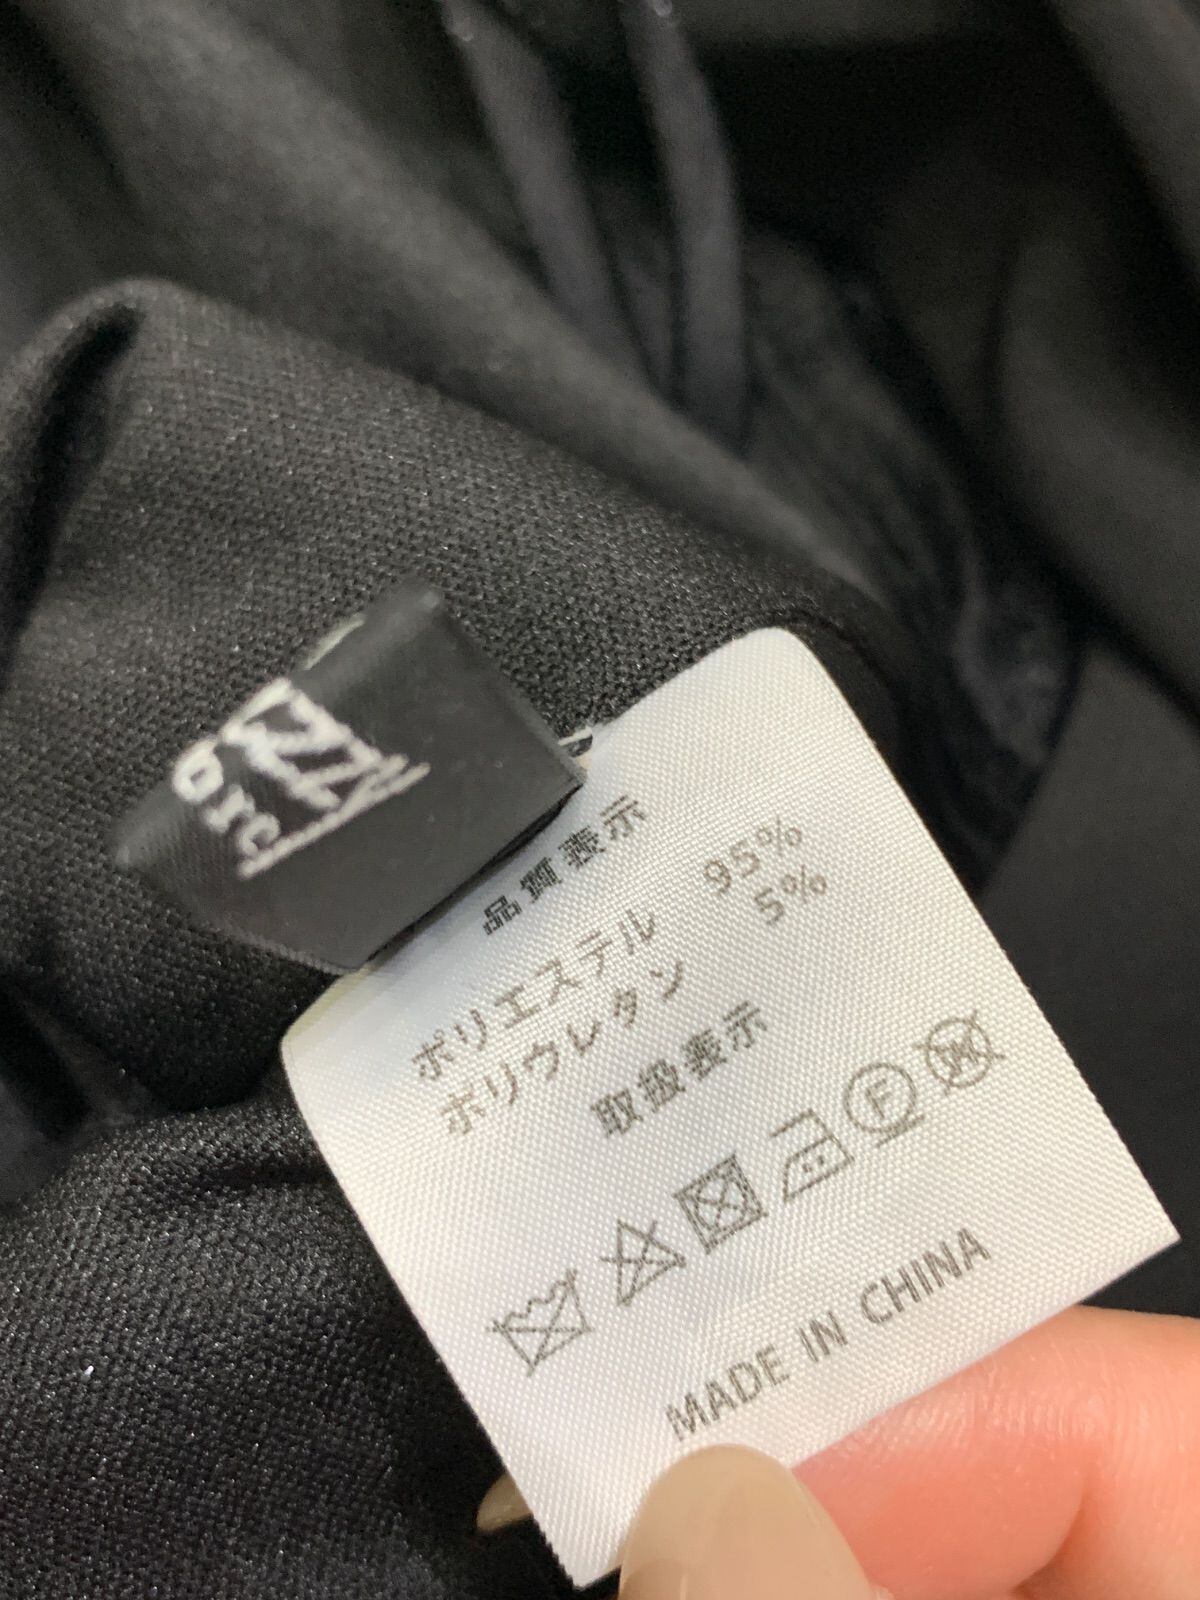 orc
品質表示
ポリエステル 95%
ポリウレタン 5%
取扱表示
F
W
MADE IN CHINA